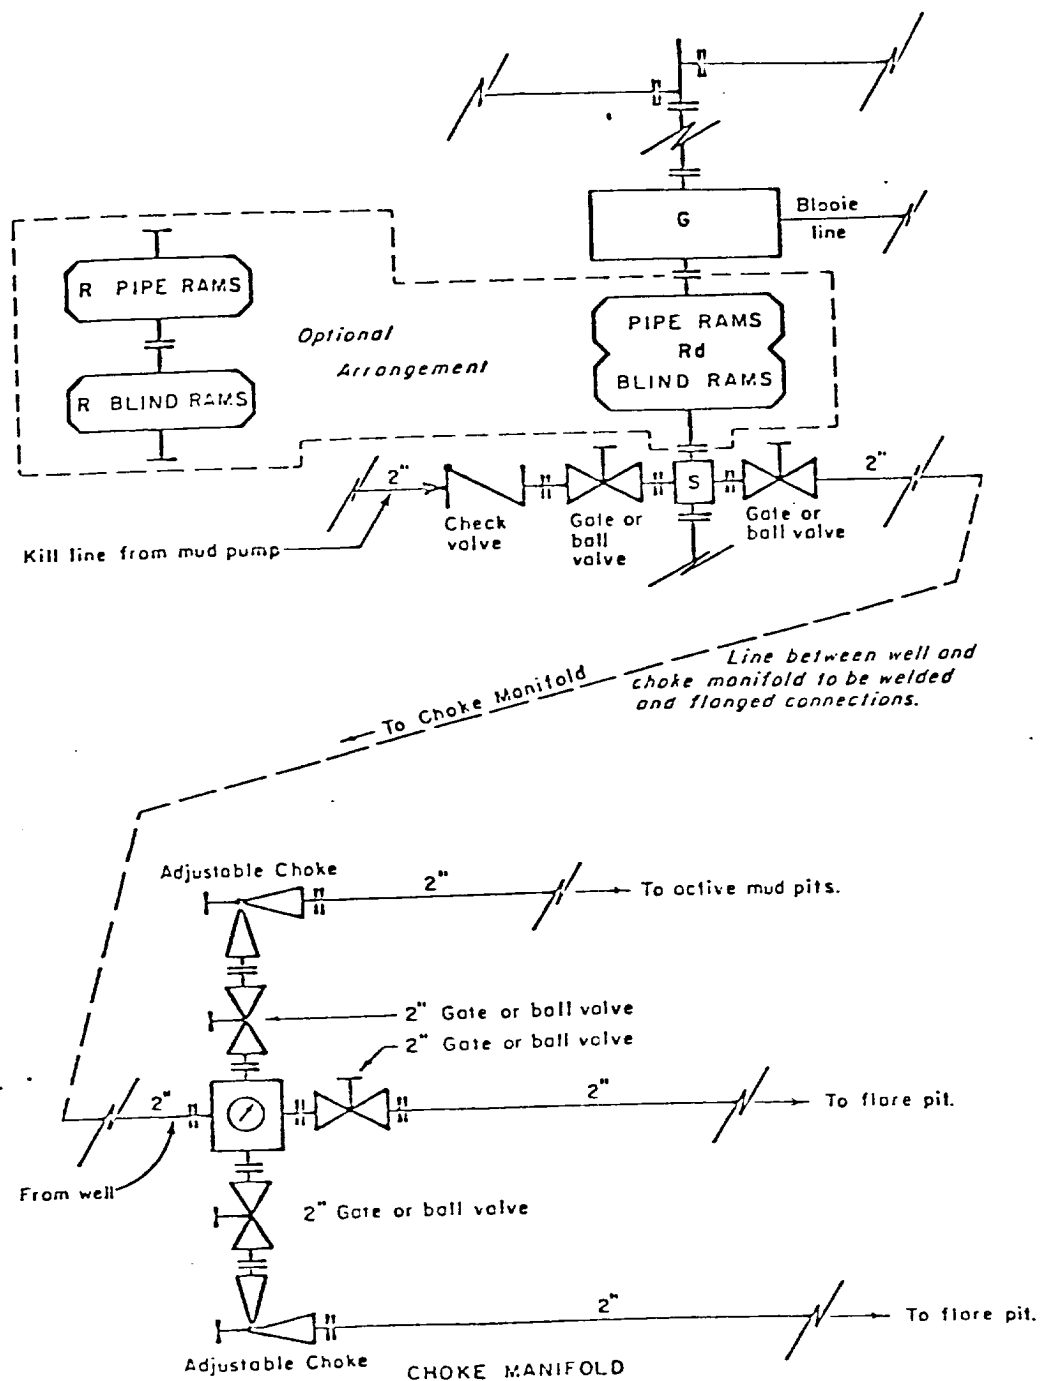 Blooie
line
G
R PIPE RAMS
R BLIND RAMS
Optional
Arrangement
PIPE RAMS
Rd
BLIND RAMS
2"
S
2"
Check
valve
Gate or
ball
valve
Gate or
ball valve
Kill line from mud pump
Line between well and
choke manifold to be welded
and flanged connections.
To Choke Manifold
Adjustable Choke
2"
To active mud pits.
2" Gate or ball valve
2" Gate or ball valve
2"
2"
To flare pit.
From well
2" Gate or ball valve
2"
To flare pit.
Adjustable Choke
CHOKE MANIFOLD